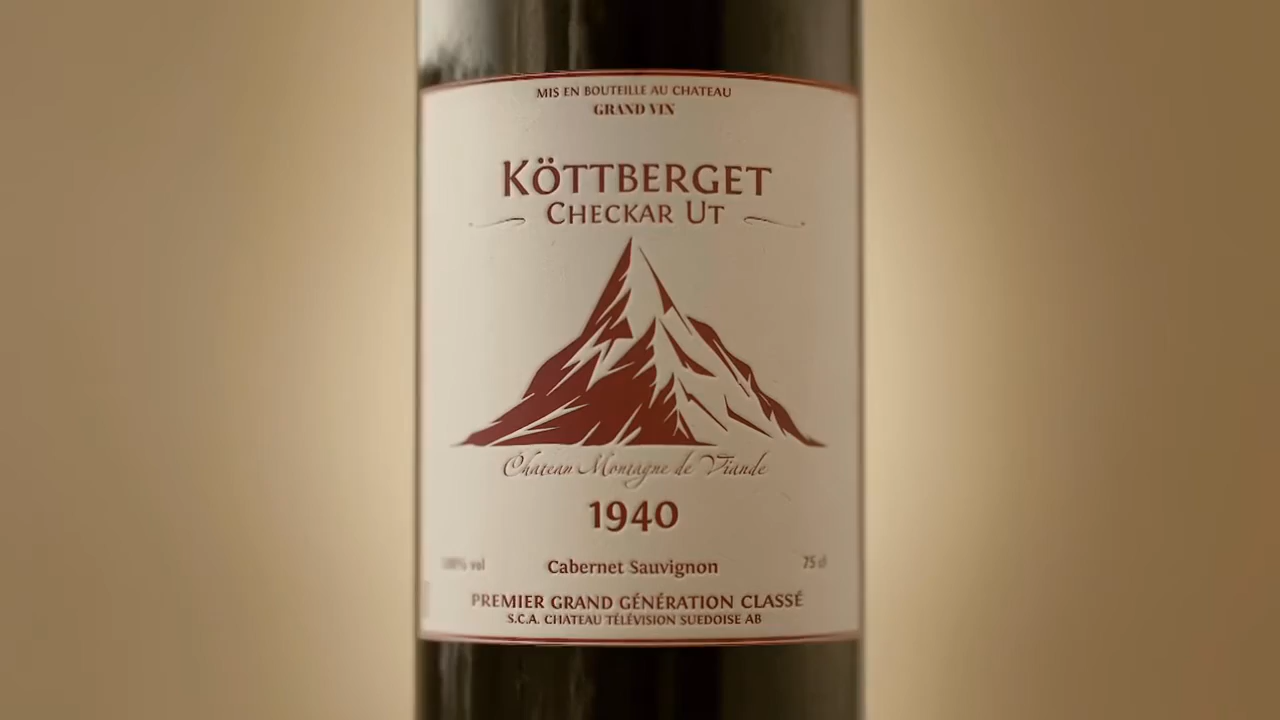 MIS EN BOUTEILLE AU CHATEAU
GRAND VIN
KÖTTBERGET
CHECKAR UT
Chateau Montagne de Viande
1940
vol
Cabernet Sauvignon
75 cl
PREMIER GRAND GÉNÉRATION CLASSÉ
S.C.A. CHATEAU TÉLÉVISION SUEDOISE AB